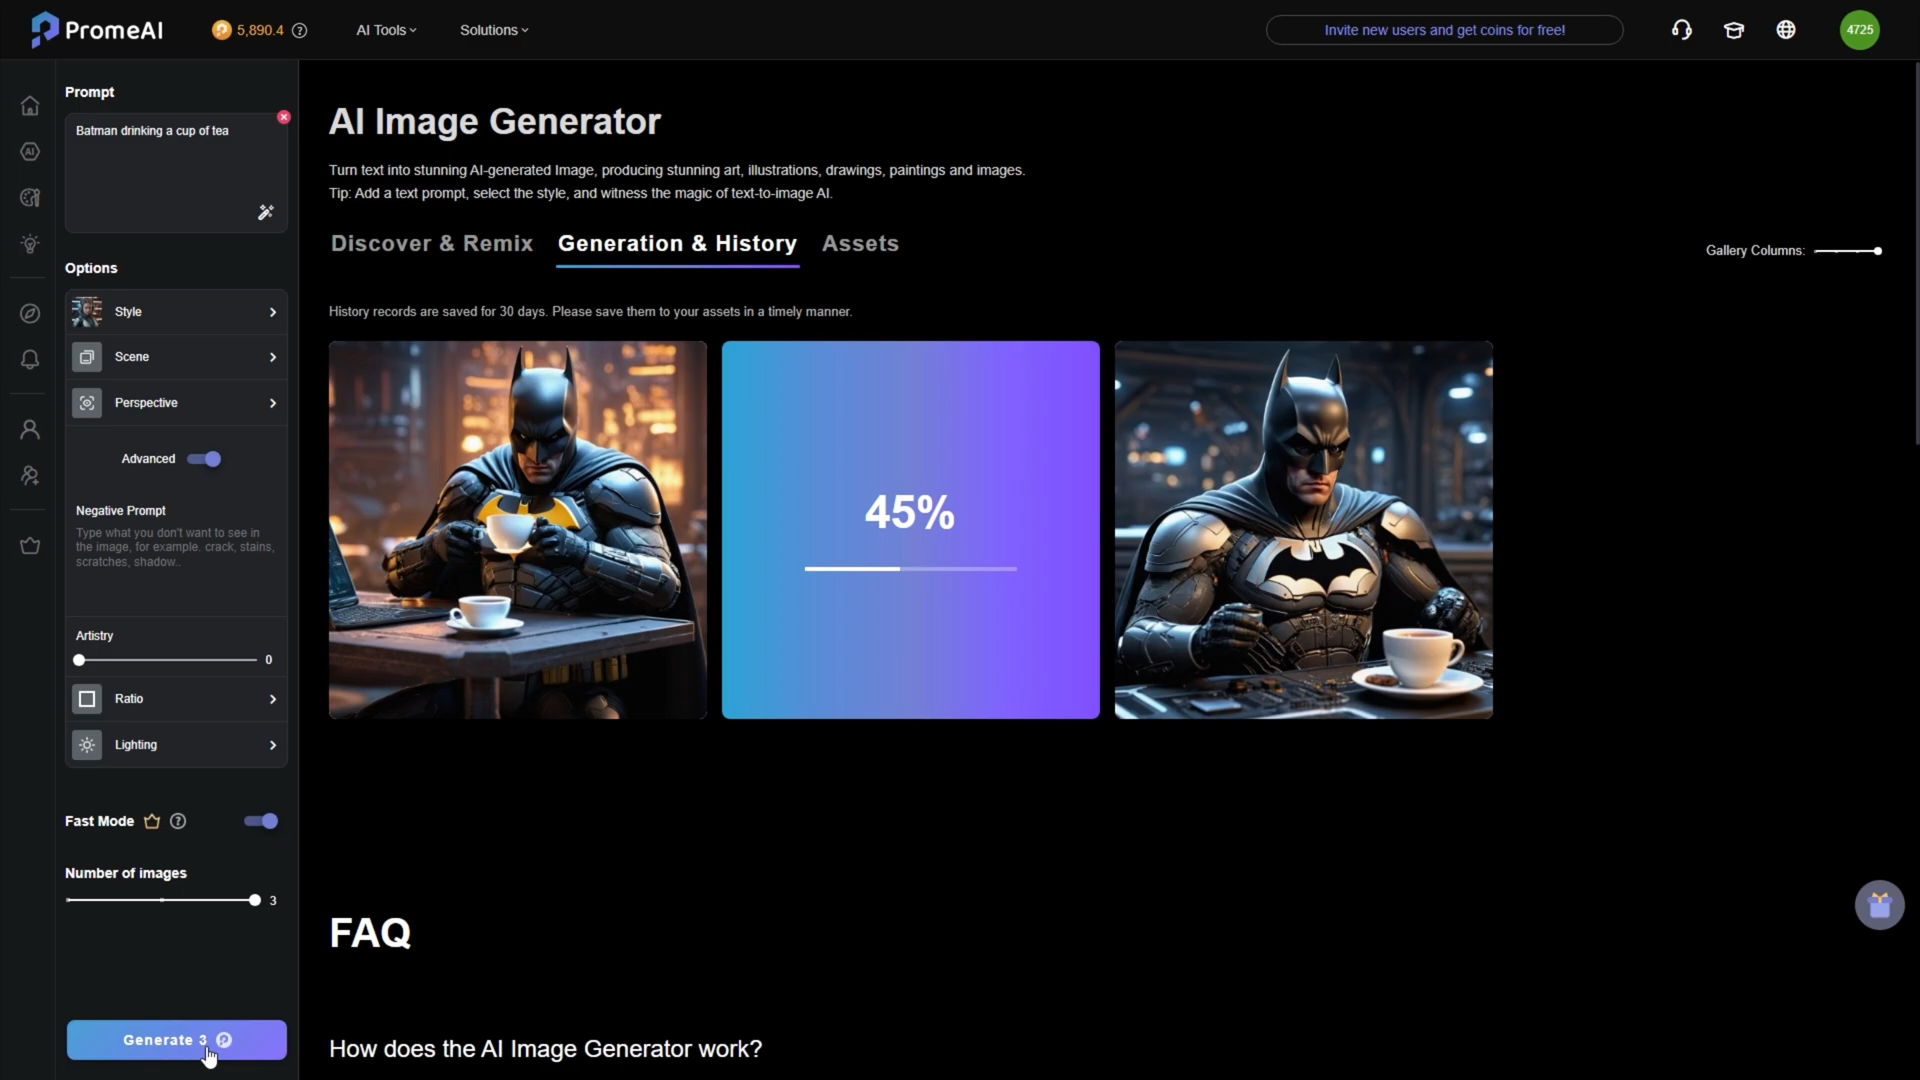 PromeAI
5,890.4
AI Tools
Solutions
Invite new users and get coins for free!
4725
Prompt
Batman drinking a cup of tea
Options
Style
Scene
Perspective
Advanced
Negative Prompt
Type what you don't want to see in
the image, for example. crack, stains,
scratches, shadow..
Artistry
0
Ratio
Lighting
Fast Mode
Number of images
3
Generate 3
AI Image Generator
Turn text into stunning AI-generated Image, producing stunning art, illustrations, drawings, paintings and images.
Tip: Add a text prompt, select the style, and witness the magic of text-to-image AI.
Discover & Remix Generation & History Assets
Gallery Columns:
History records are saved for 30 days. Please save them to your assets in a timely manner.
45%
FAQ
How does the AI Image Generator work?